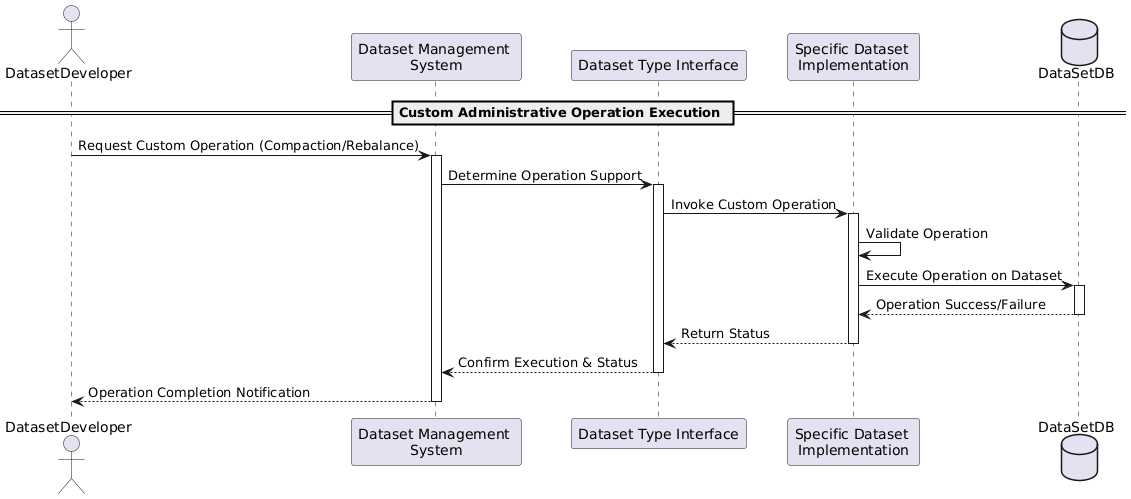 DatasetDeveloper
Dataset Management
System
Dataset Type Interface
Specific Dataset
Implementation
DataSetDB
Custom Administrative Operation Execution
Request Custom Operation (Compaction/Rebalance)
Determine Operation Support
Invoke Custom Operation
Validate Operation
Execute Operation on Dataset
Operation Success/Failure
Return Status
Confirm Execution & Status
Operation Completion Notification
DatasetDeveloper
Dataset Management
System
Dataset Type Interface
Specific Dataset
Implementation
DataSetDB